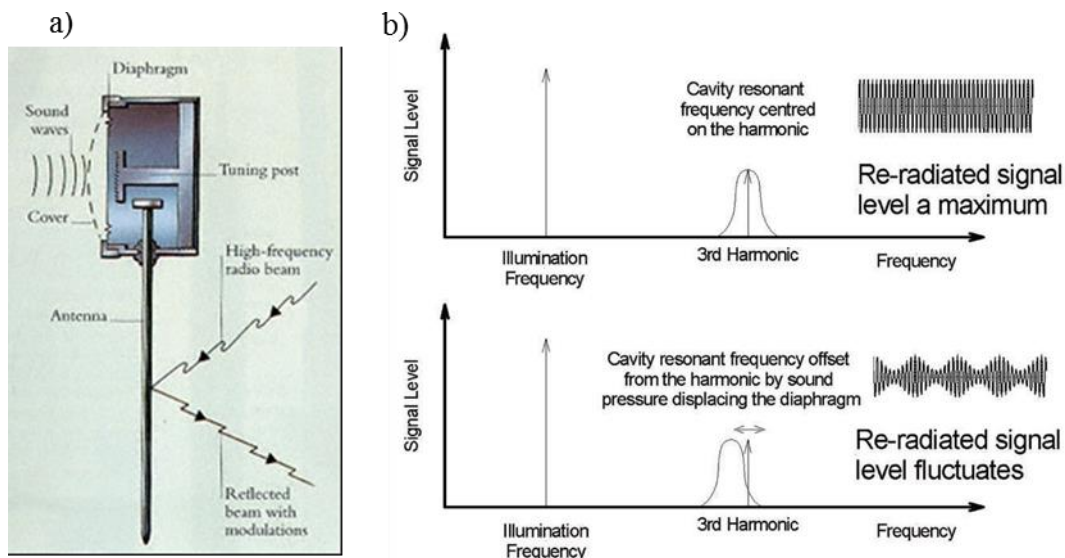 a)
Diaphragm
Sound
waves
Tuning post
Cover
High-frequency
radio beam
Antenna
Reflected
beam with
modulations
b)
Signal Level
Cavity resonant
frequency centred
on the harmonic
Re-radiated signal
level a maximum
Illumination
Frequency
3rd Harmonic
Frequency
Signal Level
Cavity resonant frequency offset
from the harmonic by sound
pressure displacing the diaphragm
Re-radiated signal
level fluctuates
Illumination
Frequency
3rd Harmonic
Frequency